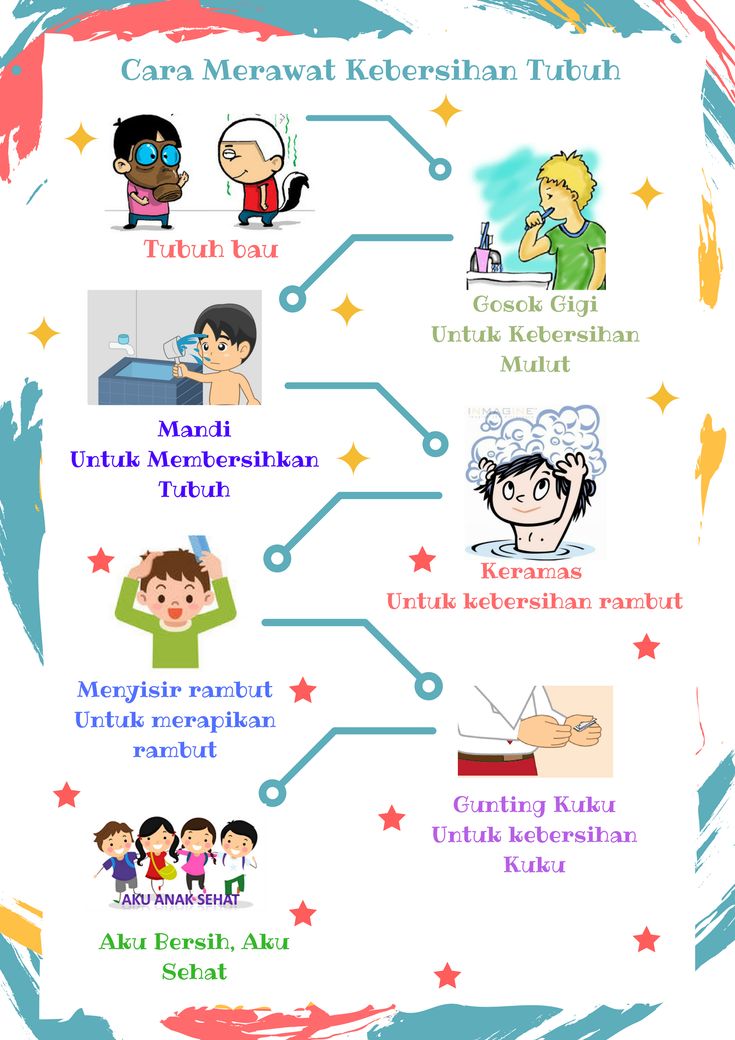 Cara Merawat Kebersihan Tubuh
Tubuh bau
Gosok Gigi
Untuk Kebersihan
Mulut
Mandi
Untuk Membersihkan
Tubuh
INMAGINE
Keramas
Untuk kebersihan rambut
Menyisir rambut
Untuk merapikan
rambut
Gunting Kuku
Untuk kebersihan
Kuku
AKU ANAK SEHAT
Aku Bersih, Aku
Sehat